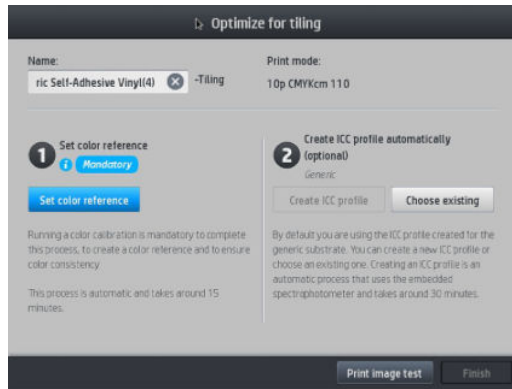 Optimize for tiling
Name:
ric Self-Adhesive Vinyl(4)
-Tiling
Print mode:
10p CMYKcm 110
1
Set color reference
i Mandatory
Set color reference
Running a color calibration is mandatory to complete
this process, to create a color reference and to ensure
color consistency
This process is automatic and takes around 15
minutes.
2
Create ICC profile automatically
(optional)
Generic
Create ICC profile
Choose existing
By default you are using the ICC profile created for the
generic substrate. You can create a new ICC profile or
choose an existing one. Creating an ICC profile is an
automatic process that uses the embedded
spectrophotometer and takes around 30 minutes.
Print image test
Finish